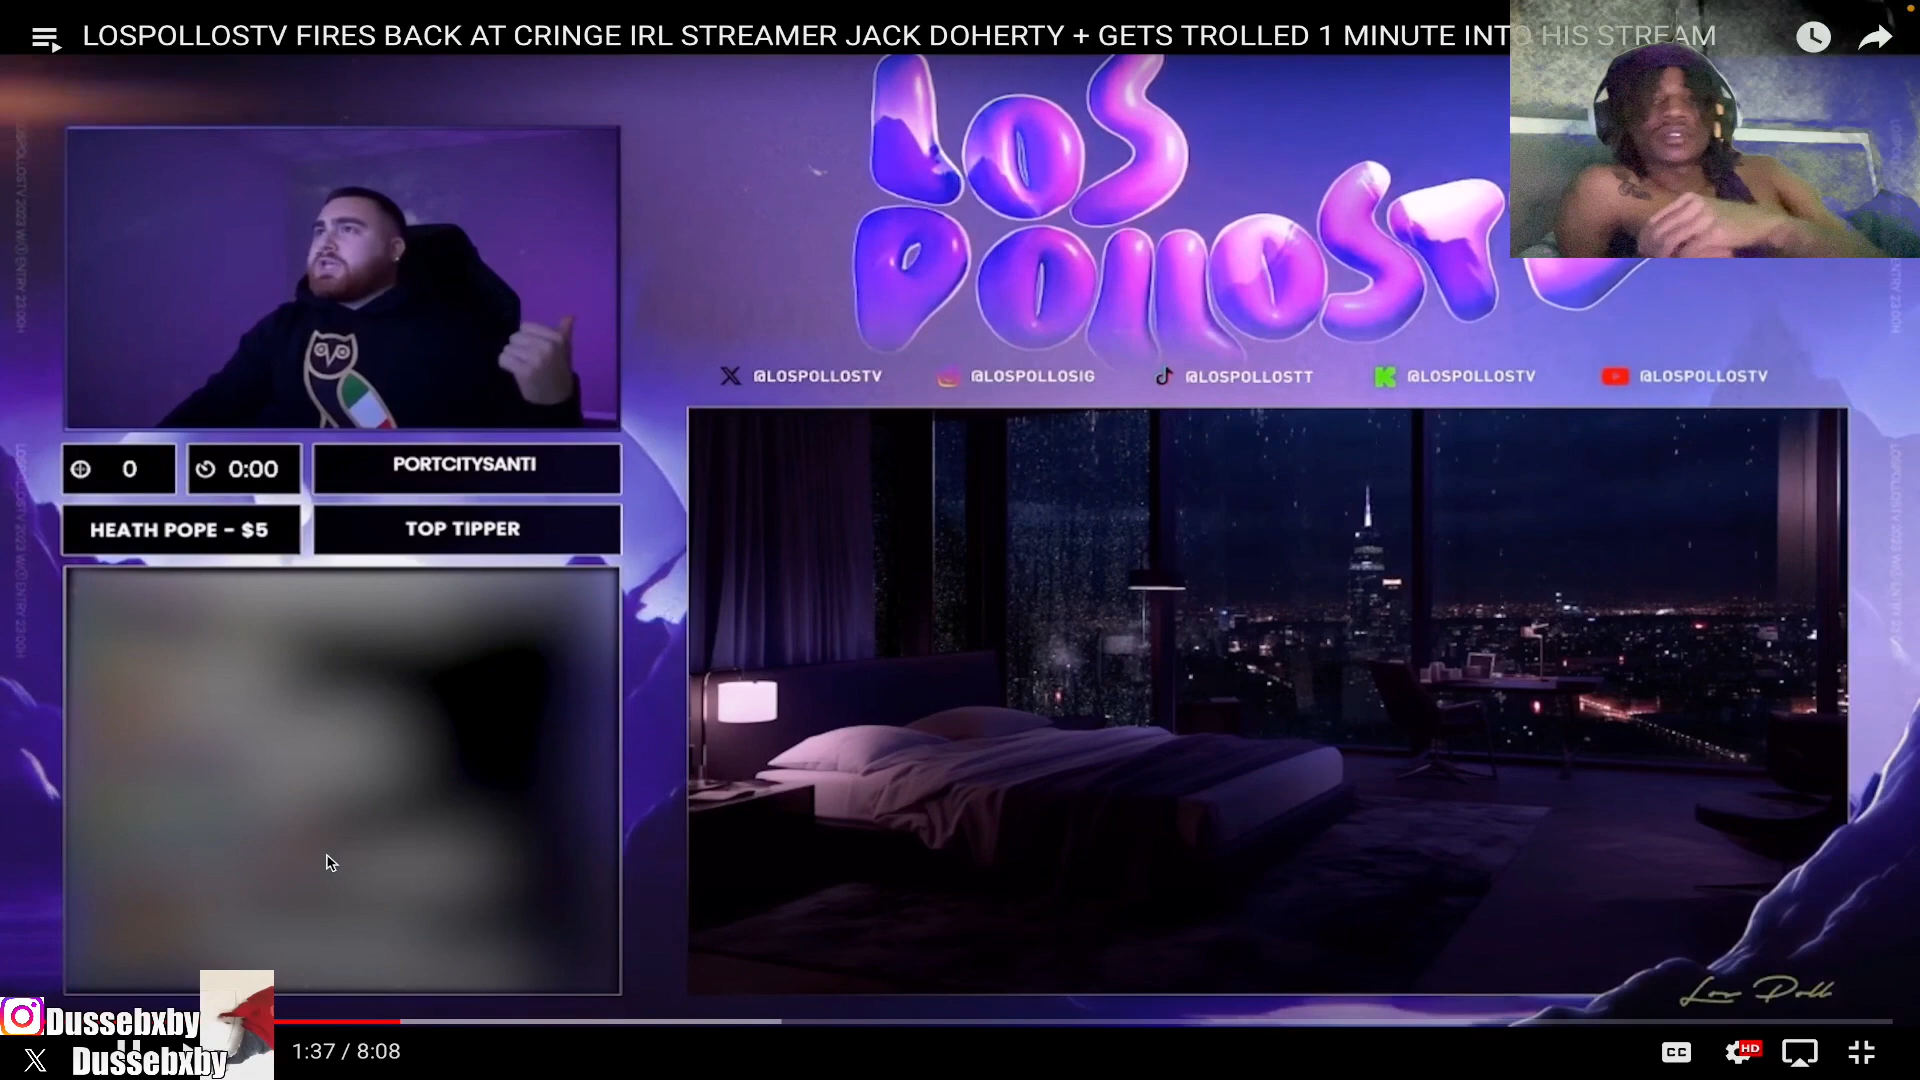 LOSPOLLOSTV FIRES BACK AT CRINGE IRL STREAMER JACK DOHERTY + GETS TROLLED 1 MINUTE INTO HIS STREAM
LOS
POLLOSTV
@LOSPOLLOSTV
@LOSPOLLOSIG
@LOSPOLLOSTT
@LOSPOLLOSTV
@LOSPOLLOSTV
0
0:00
PORTCITYSANTI
HEATH POPE - $5
TOP TIPPER
Dussebxby
Dussebxby
1:37 / 8:08
CC
HD